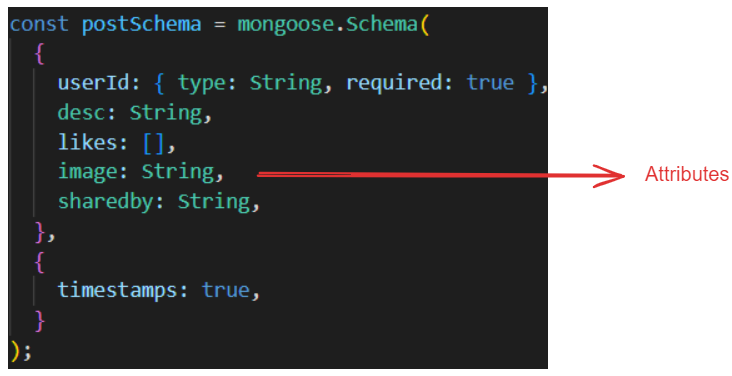 const postSchema = mongoose.Schema(
  {
    userId: { type: String, required: true },
    desc: String,
    likes: [],
    image: String,
    sharedby: String,
  },
  {
    timestamps: true,
  }
);
Attributes